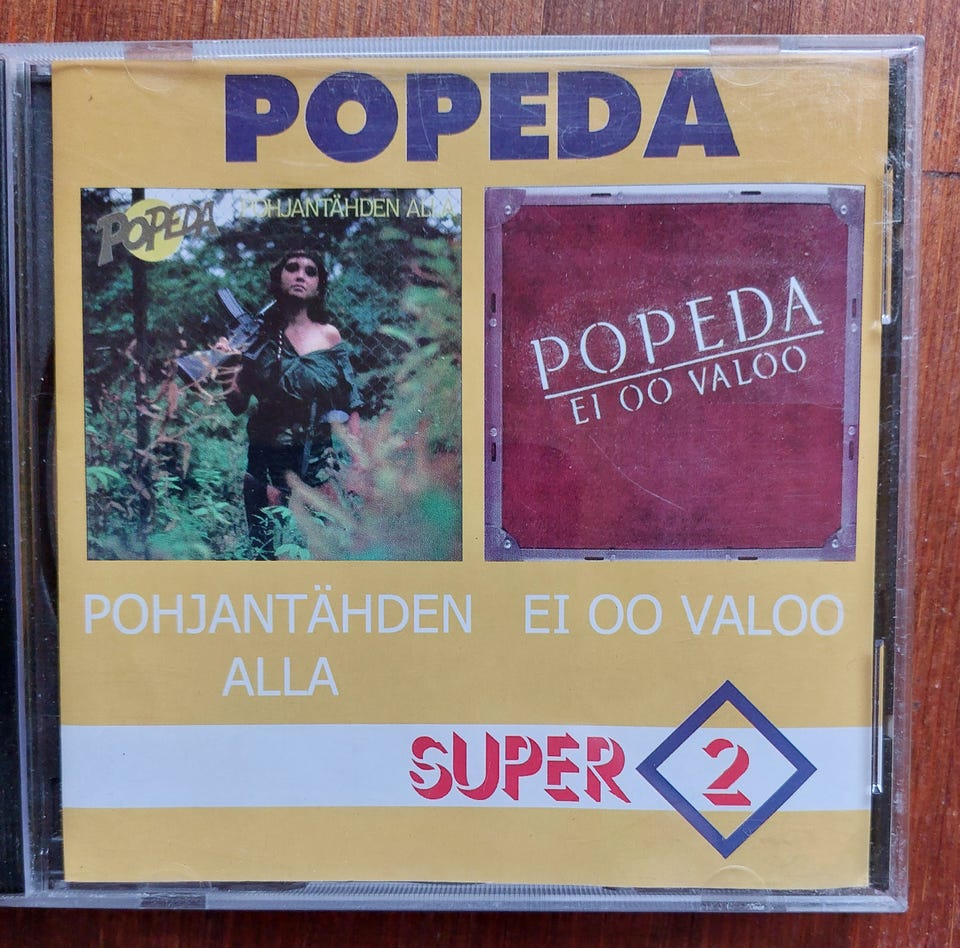 POPEDA
POPEDA
POHJANTÄHDEN ALLA
POPEDA
EI OO VALOO
POHJANTÄHDEN
ALLA
EI OO VALOO
SUPER 2